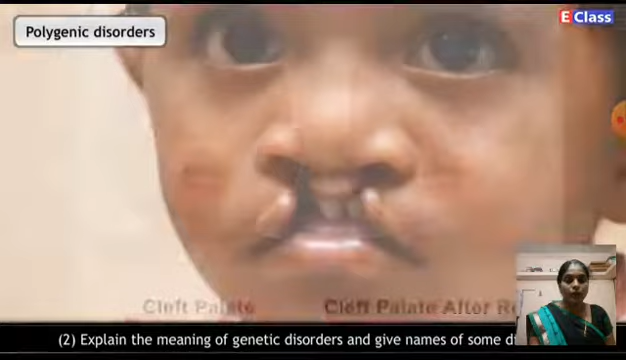 Polygenic disorders
E Class
Cleft Palate
Cleft Palate After
(2) Explain the meaning of genetic disorders and give names of some